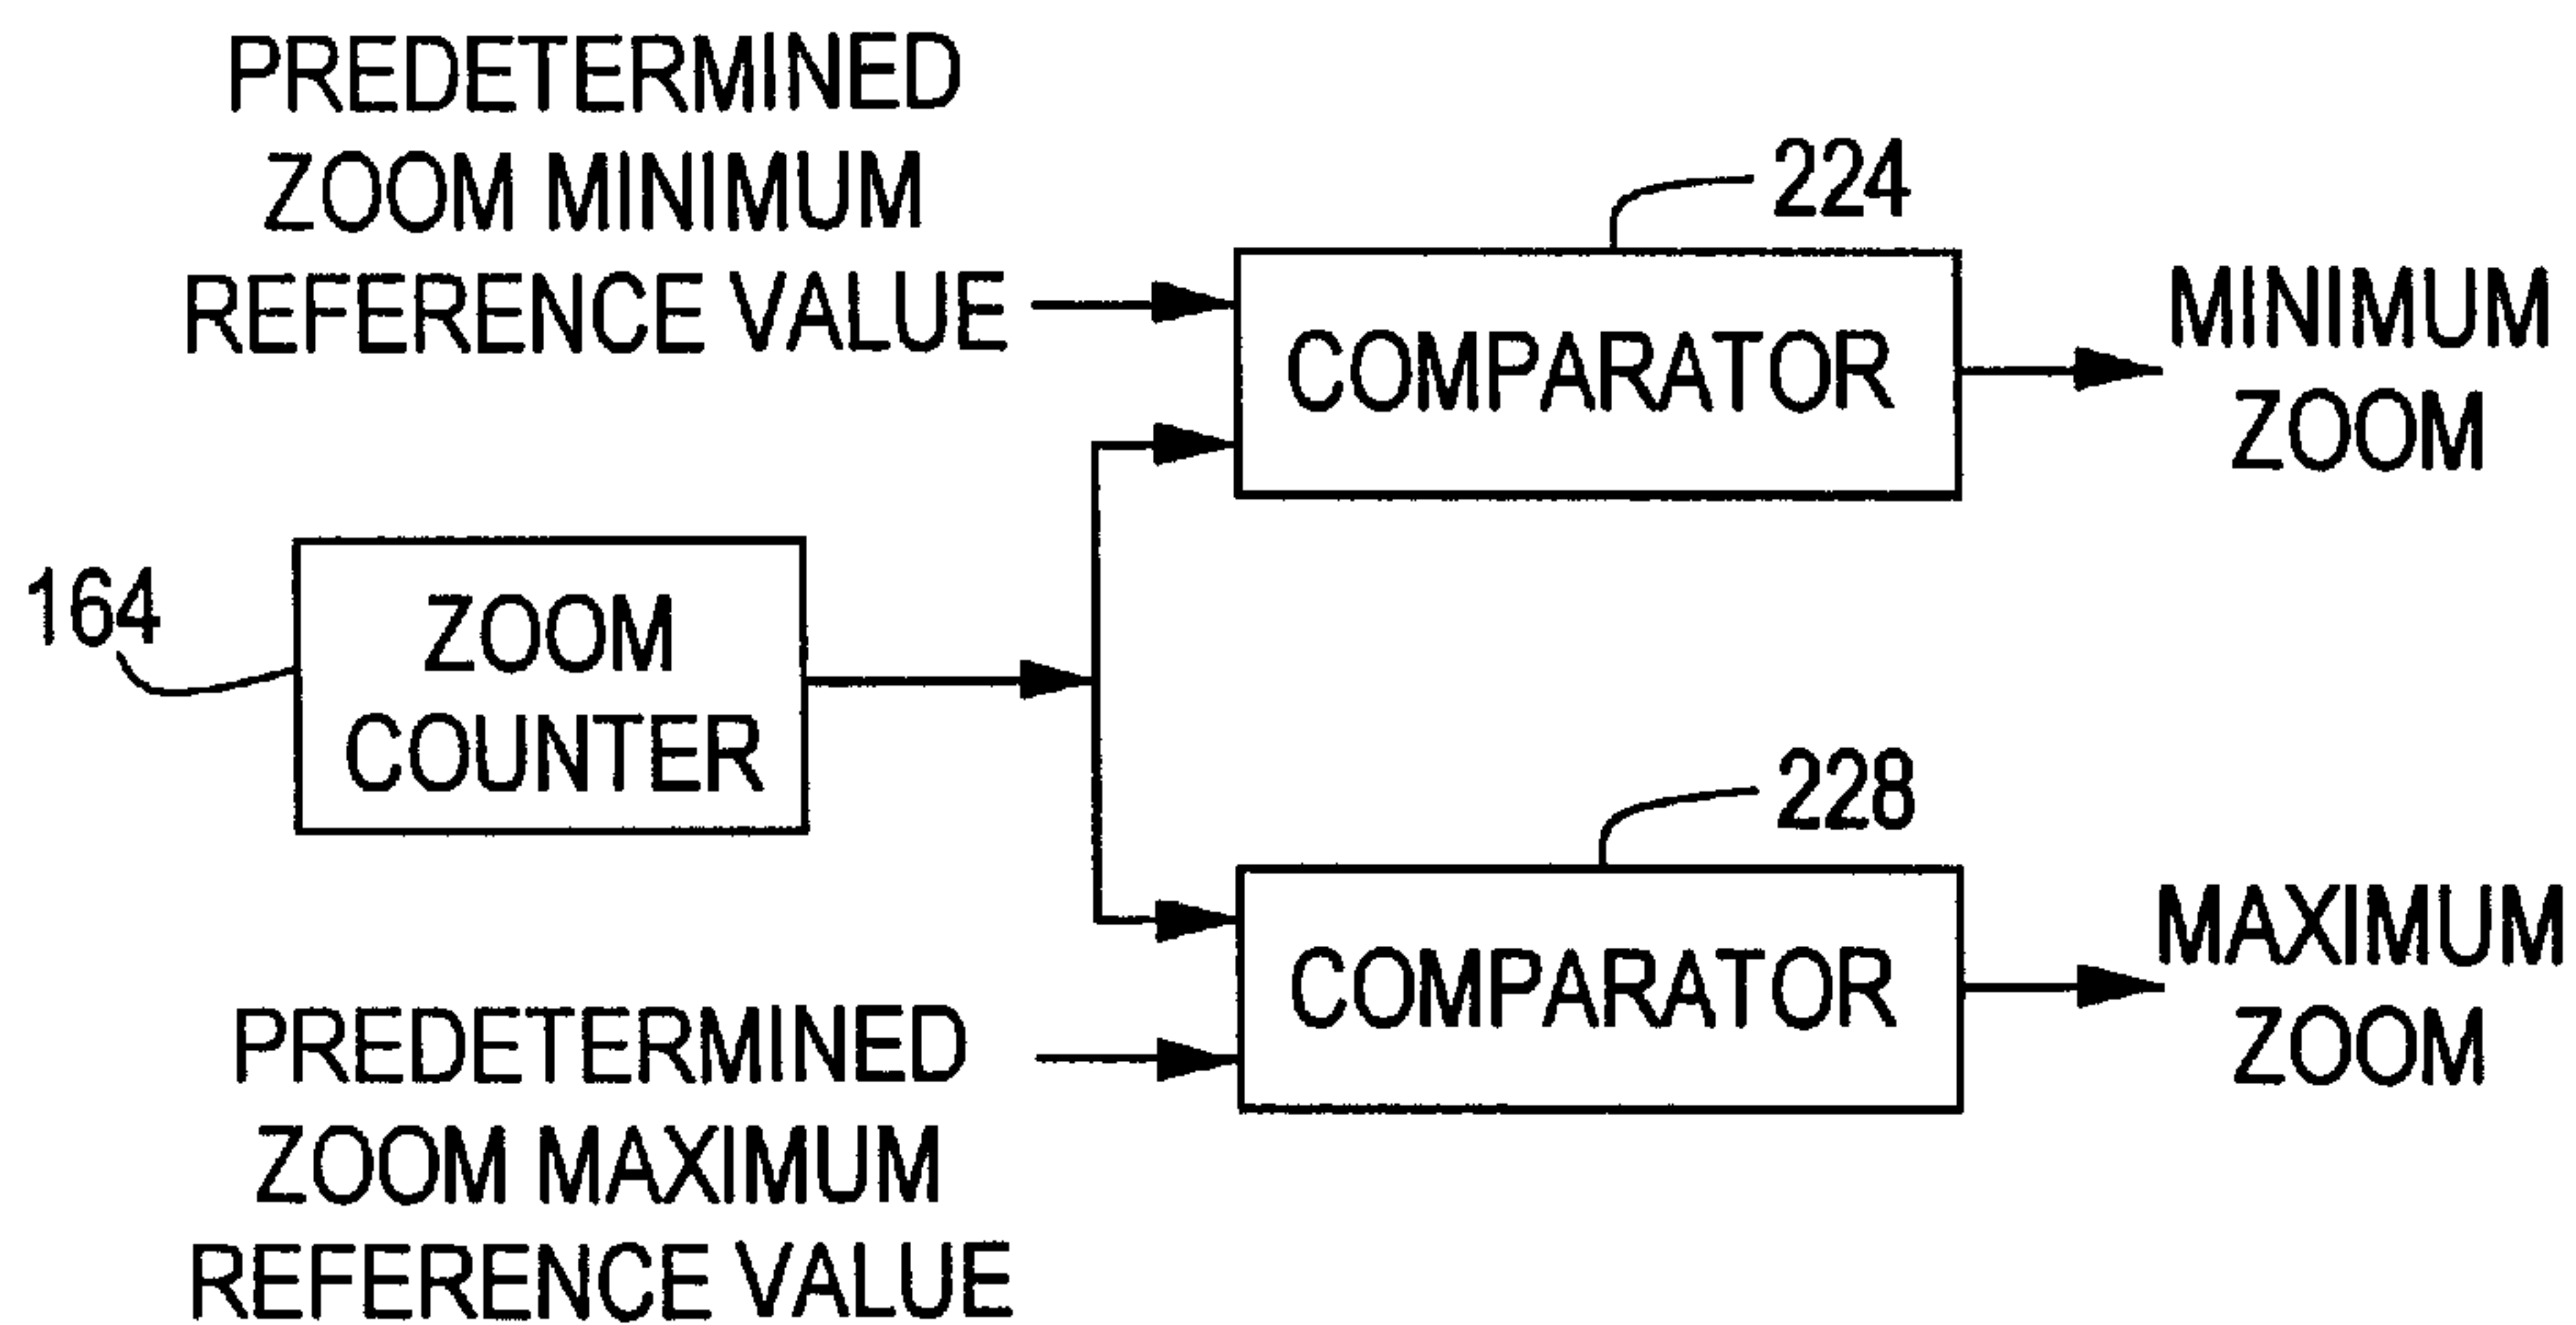 PREDETERMINED
ZOOM MINIMUM
REFERENCE VALUE
224
COMPARATOR
MINIMUM
ZOOM
164
ZOOM
COUNTER
228
COMPARATOR
MAXIMUM
ZOOM
PREDETERMINED
ZOOM MAXIMUM
REFERENCE VALUE